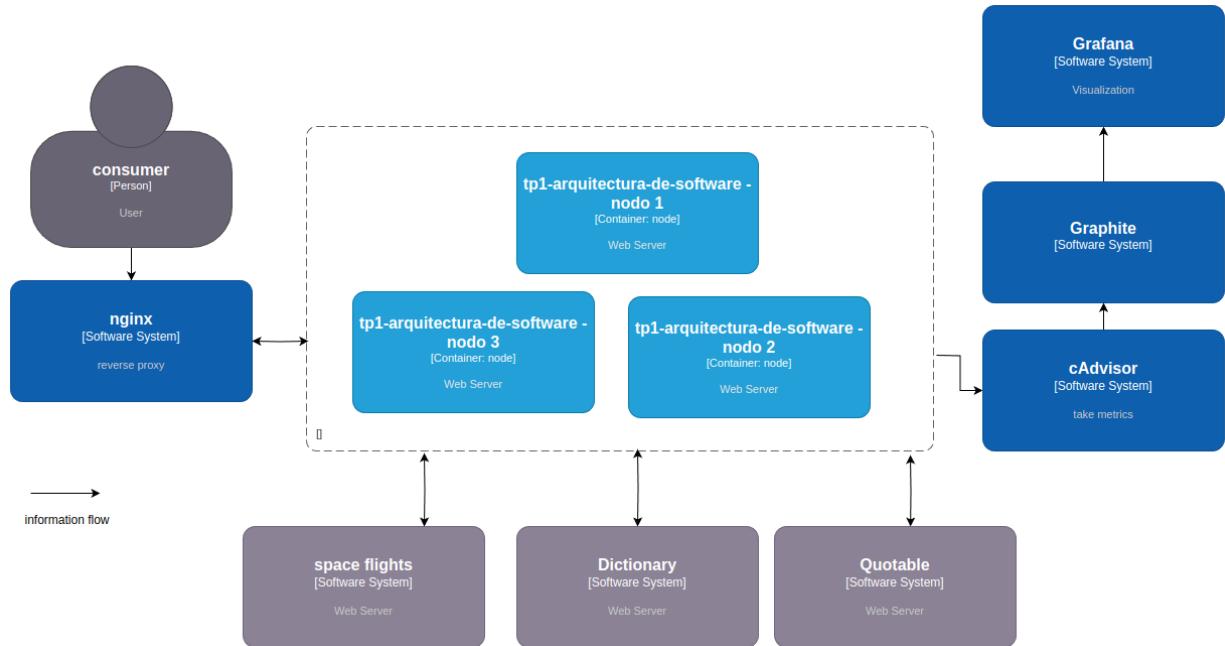 Grafana
[Software System]
Visualization
consumer
[Person]
User
tp1-arquitectura-de-software -
nodo 1
[Container: node]
Web Server
Graphite
[Software System]
nginx
[Software System]
reverse proxy
tp1-arquitectura-de-software -
nodo 3
[Container: node]
Web Server
tp1-arquitectura-de-software -
nodo 2
[Container: node]
Web Server
cAdvisor
[Software System]
take metrics
[]
information flow
space flights
[Software System]
Web Server
Dictionary
[Software System]
Web Server
Quotable
[Software System]
Web Server